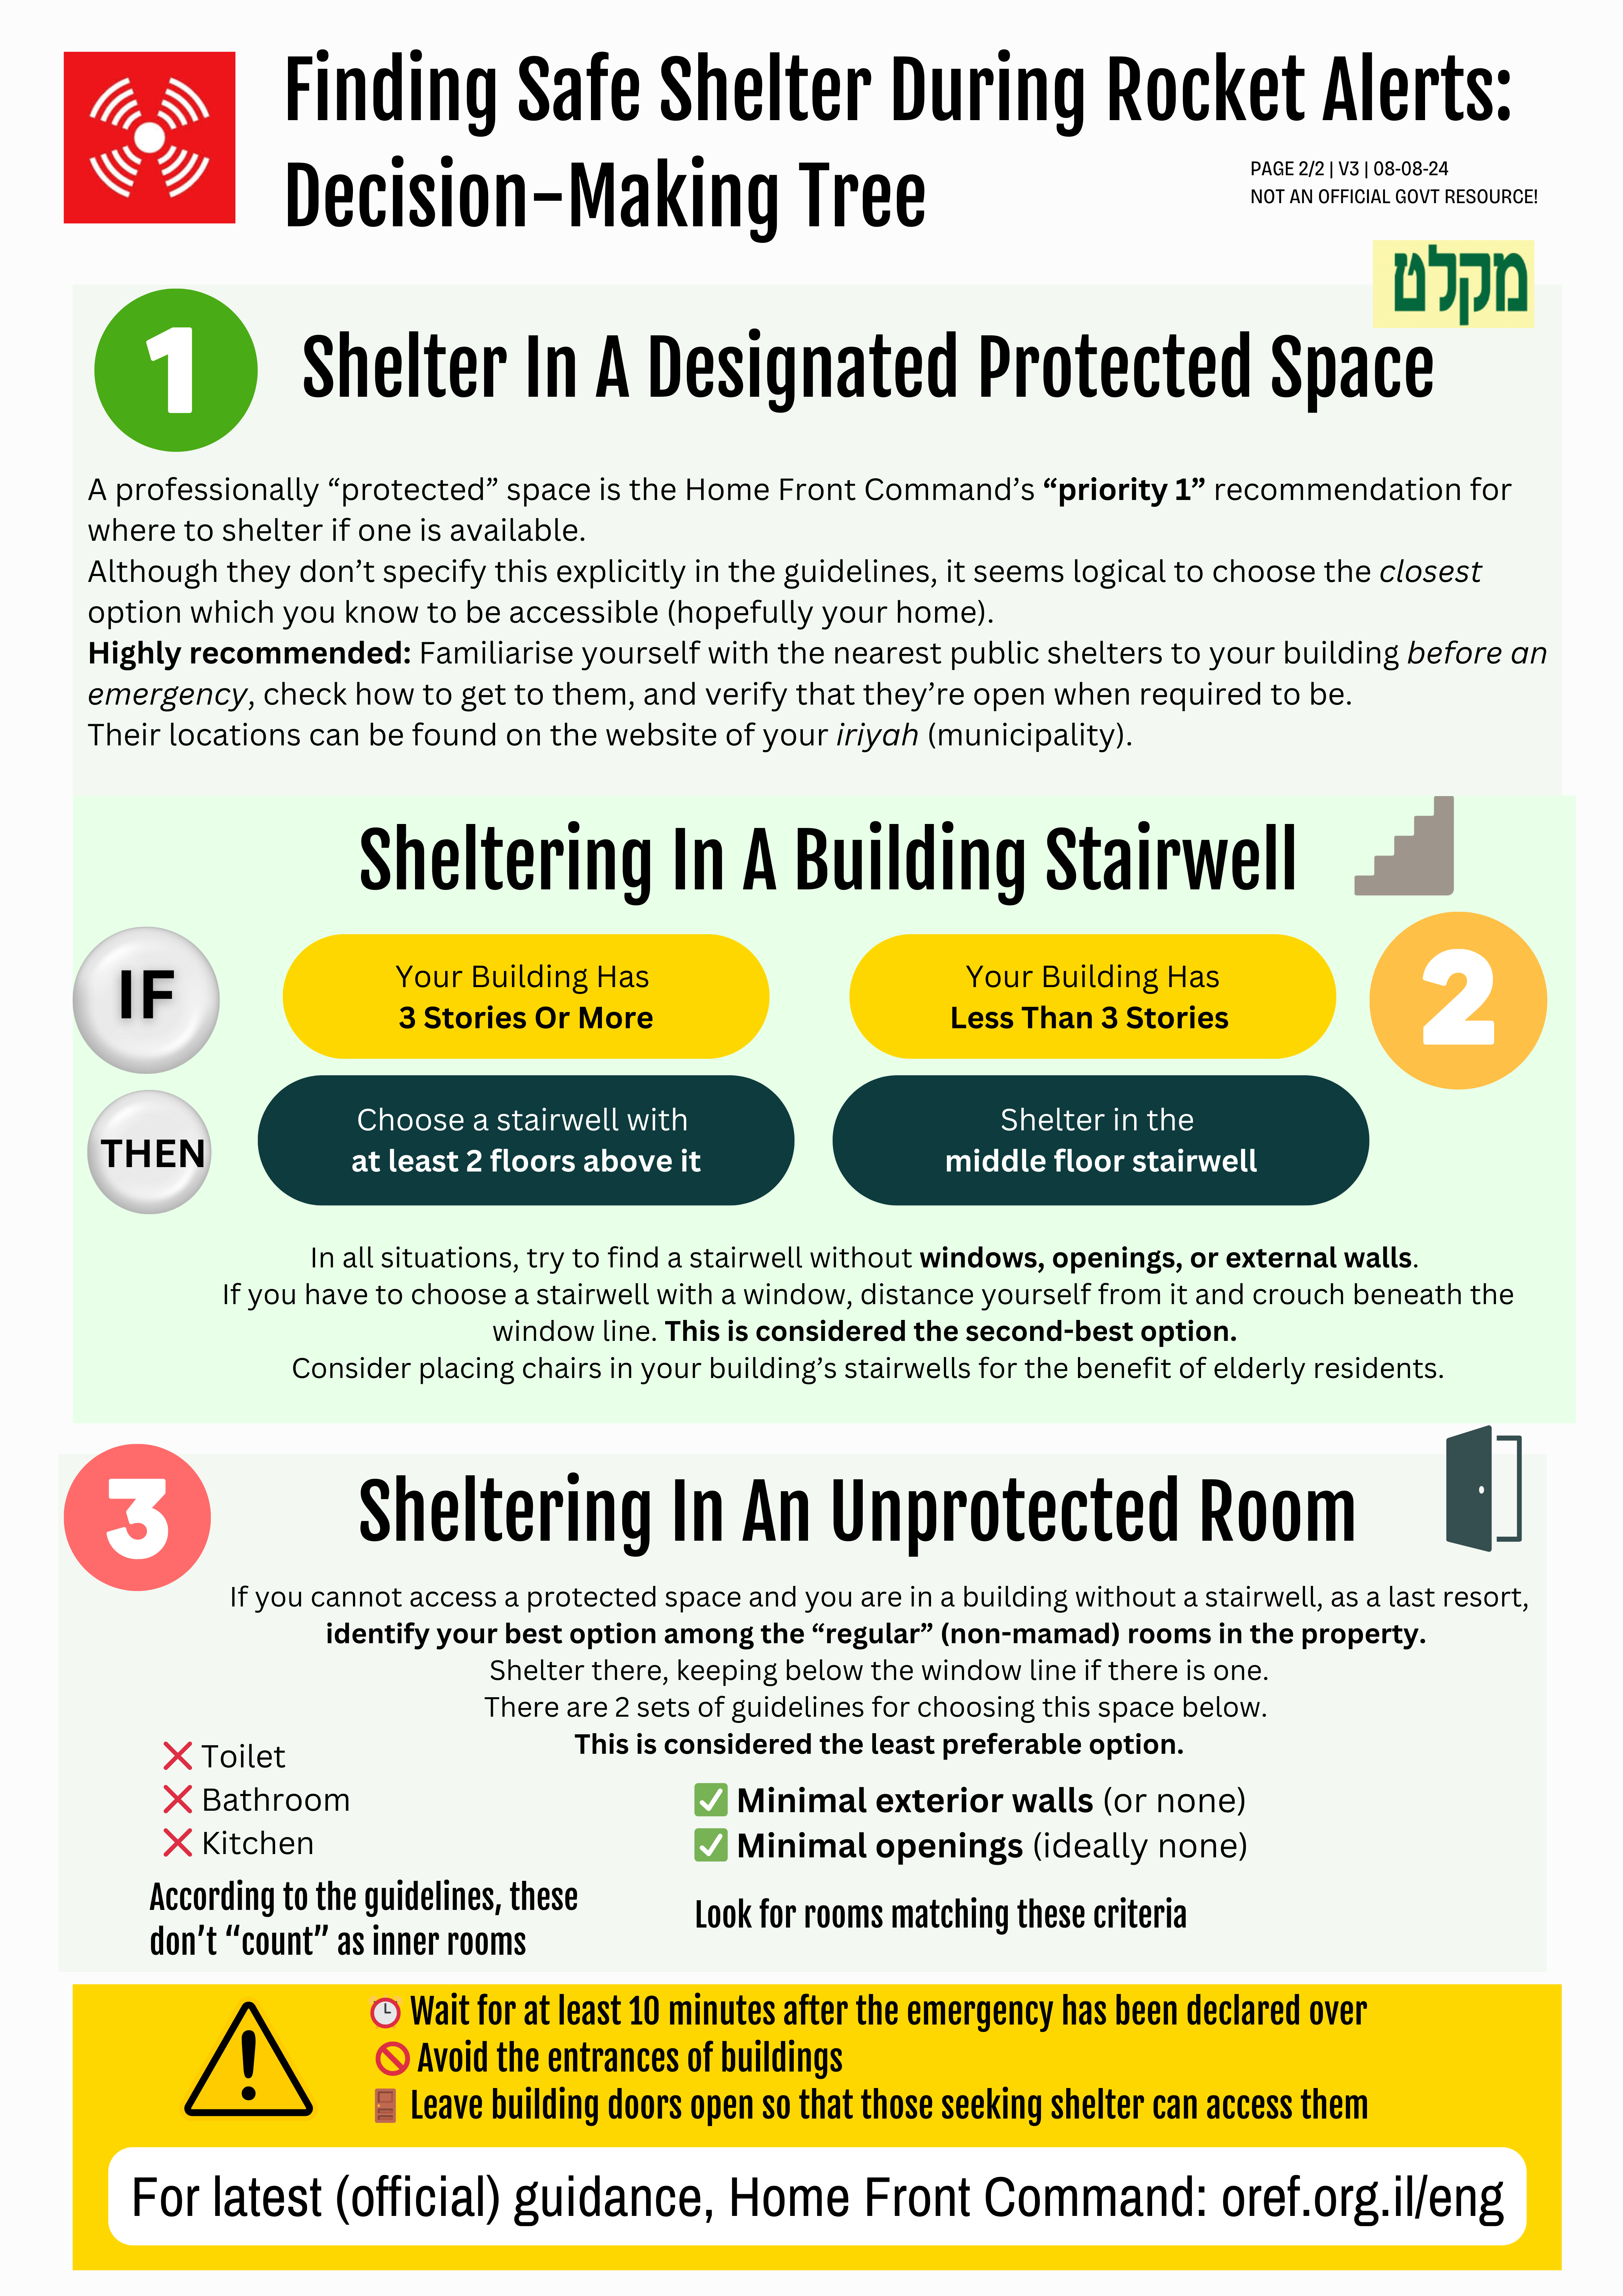 Finding Safe Shelter During Rocket Alerts:
Decision-Making Tree
PAGE 2/2 | V3 | 08-08-24
NOT AN OFFICIAL GOVT RESOURCE!
מקלט
1
Shelter In A Designated Protected Space
A professionally “protected” space is the Home Front Command’s “priority 1” recommendation for
where to shelter if one is available.
Although they don’t specify this explicitly in the guidelines, it seems logical to choose the closest
option which you know to be accessible (hopefully your home).
Highly recommended: Familiarise yourself with the nearest public shelters to your building before an
emergency, check how to get to them, and verify that they’re open when required to be.
Their locations can be found on the website of your iriyah (municipality).
Sheltering In A Building Stairwell
IF
Your Building Has
3 Stories Or More
Your Building Has
Less Than 3 Stories
2
THEN
Choose a stairwell with
at least 2 floors above it
Shelter in the
middle floor stairwell
In all situations, try to find a stairwell without windows, openings, or external walls.
If you have to choose a stairwell with a window, distance yourself from it and crouch beneath the
window line. This is considered the second-best option.
Consider placing chairs in your building’s stairwells for the benefit of elderly residents.
3
Sheltering In An Unprotected Room
If you cannot access a protected space and you are in a building without a stairwell, as a last resort,
identify your best option among the “regular” (non-mamad) rooms in the property.
Shelter there, keeping below the window line if there is one.
There are 2 sets of guidelines for choosing this space below.
This is considered the least preferable option.
❌ Toilet
❌ Bathroom
❌ Kitchen
According to the guidelines, these
don’t “count” as inner rooms
✅ Minimal exterior walls (or none)
✅ Minimal openings (ideally none)
Look for rooms matching these criteria
⏰ Wait for at least 10 minutes after the emergency has been declared over
🚫 Avoid the entrances of buildings
🚪 Leave building doors open so that those seeking shelter can access them
For latest (official) guidance, Home Front Command: oref.org.il/eng